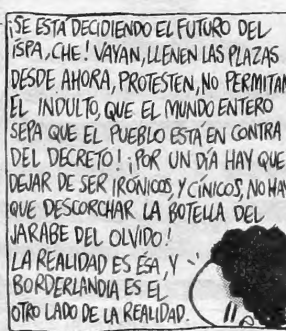 ¡SE ESTÁ DECIDIENDO EL FUTURO DEL
ÍSPA, CHE! VAYAN, LLENEN LAS PLAZAS
DESDE AHORA, PROTESTEN, NO PERMITAN
EL INDULTO, QUE EL MUNDO ENTERO
SEPA QUE EL PUEBLO ESTÁ EN CONTRA
DEL DECRETO! ¡POR UN DÍA HAY QUE
DEJAR DE SER IRÓNICOS Y CÍNICOS, NO HAY
QUE DESCORCHAR LA BOTELLA DEL
JARABE DEL OLVIDO!
LA REALIDAD ES ÉSA, Y
BORDERLANDIA ES EL
OTRO LADO DE LA REALIDAD.